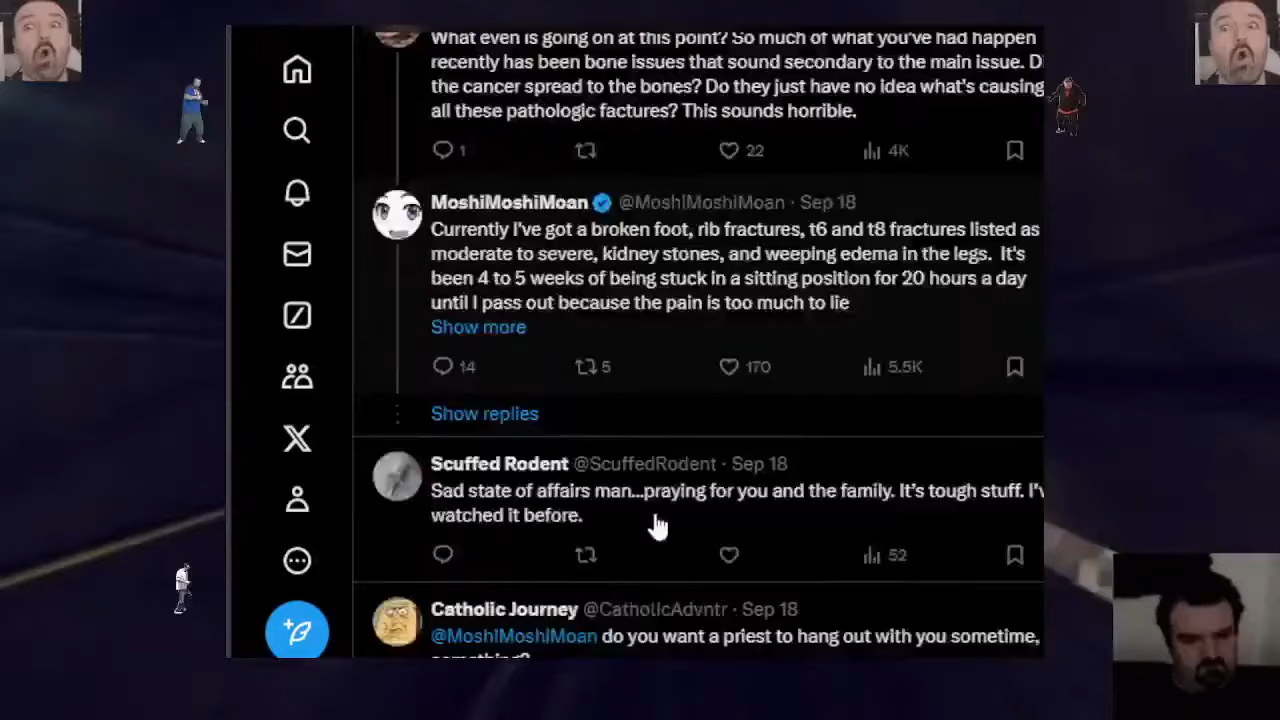 What even is going on at this point? So much of what you've had happen
recently has been bone issues that sound secondary to the main issue. D
the cancer spread to the bones? Do they just have no idea what's causing
all these pathologic factures? This sounds horrible.
1 22 4K
MoshiMoshiMoan @MoshIMoshIMoan · Sep 18
Currently I've got a broken foot, rib fractures, t6 and t8 fractures listed as
moderate to severe, kidney stones, and weeping edema in the legs. It's
been 4 to 5 weeks of being stuck in a sitting position for 20 hours a day
until I pass out because the pain is too much to lie
Show more
14 5 170 5.5K
Show replies
Scuffed Rodent @ScuffedRodent · Sep 18
Sad state of affairs man...praying for you and the family. It's tough stuff. I'v
watched it before.
52
Catholic Journey @CatholIcAdvntr · Sep 18
@MoshIMoshIMoan do you want a priest to hang out with you sometime,
something?